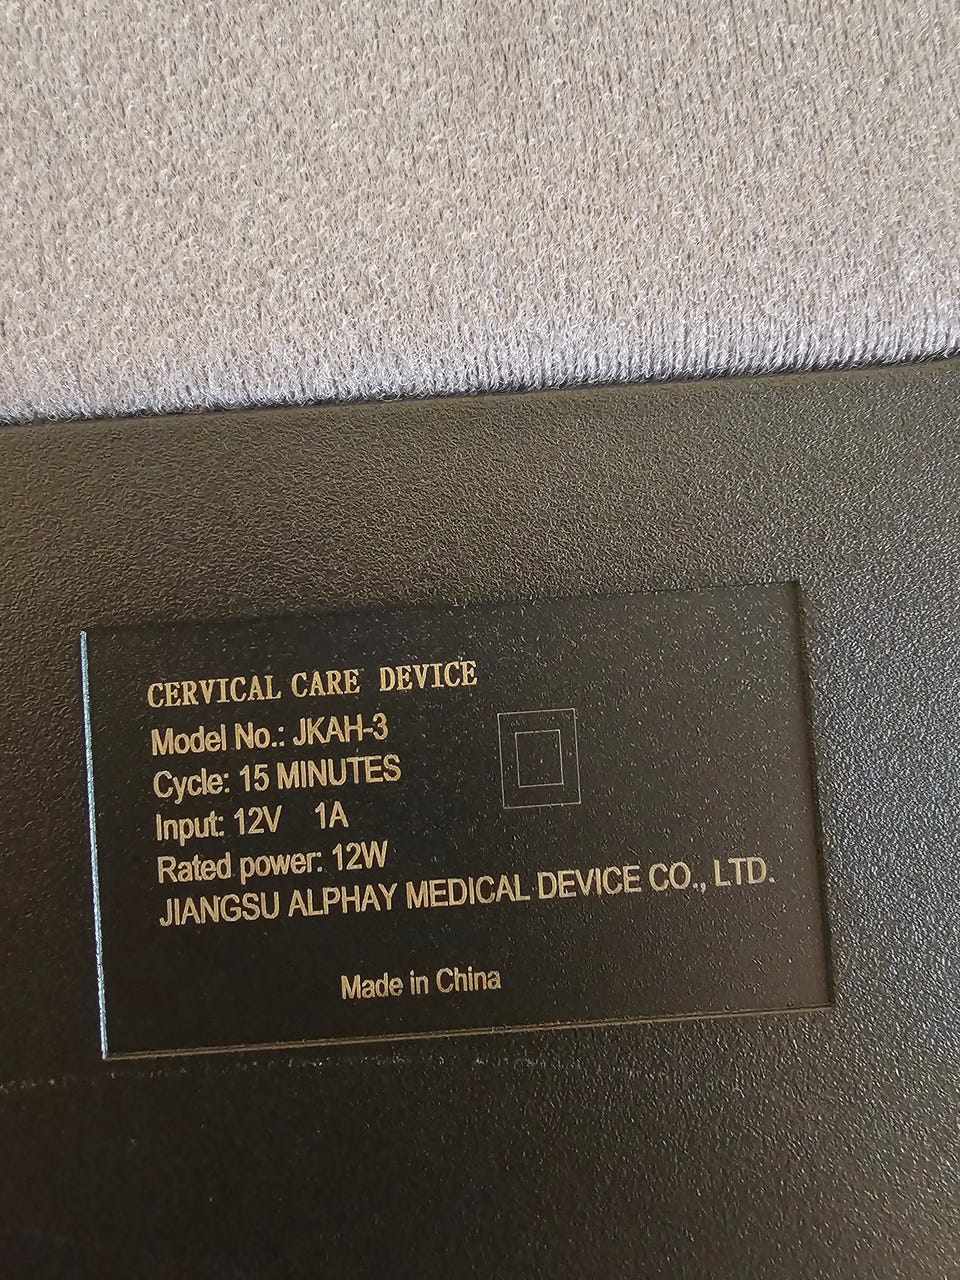 CERVICAL CARE DEVICE
Model No.: JKAH-3
Cycle: 15 MINUTES
Input: 12V 1A
Rated power: 12W
JIANGSU ALPHAY MEDICAL DEVICE CO., LTD.
Made in China